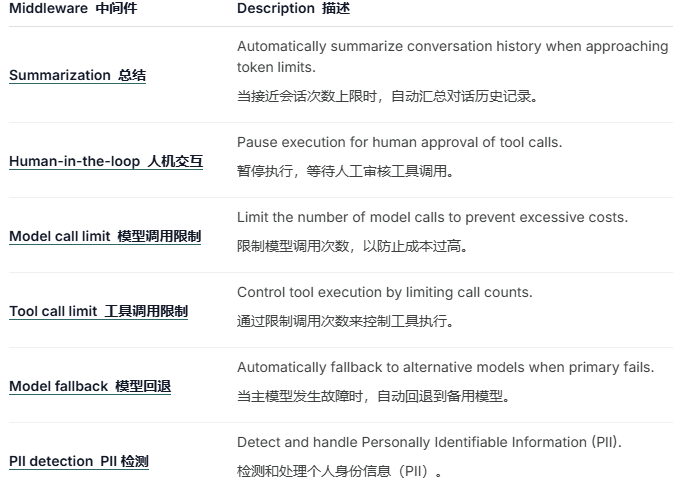 Middleware 中间件 Description 描述
Automatically summarize conversation history when approaching
token limits.
Summarization 总结
当接近会话次数上限时，自动汇总对话历史记录。
Pause execution for human approval of tool calls.
Human-in-the-loop 人机交互
暂停执行，等待人工审核工具调用。
Limit the number of model calls to prevent excessive costs.
Model call limit 模型调用限制
限制模型调用次数，以防止成本过高。
Control tool execution by limiting call counts.
Tool call limit 工具调用限制
通过限制调用次数来控制工具执行。
Automatically fallback to alternative models when primary fails.
Model fallback 模型回退
当主模型发生故障时，自动回退到备用模型。
Detect and handle Personally Identifiable Information (PII).
PII detection PII 检测
检测和处理个人身份信息（PII）。